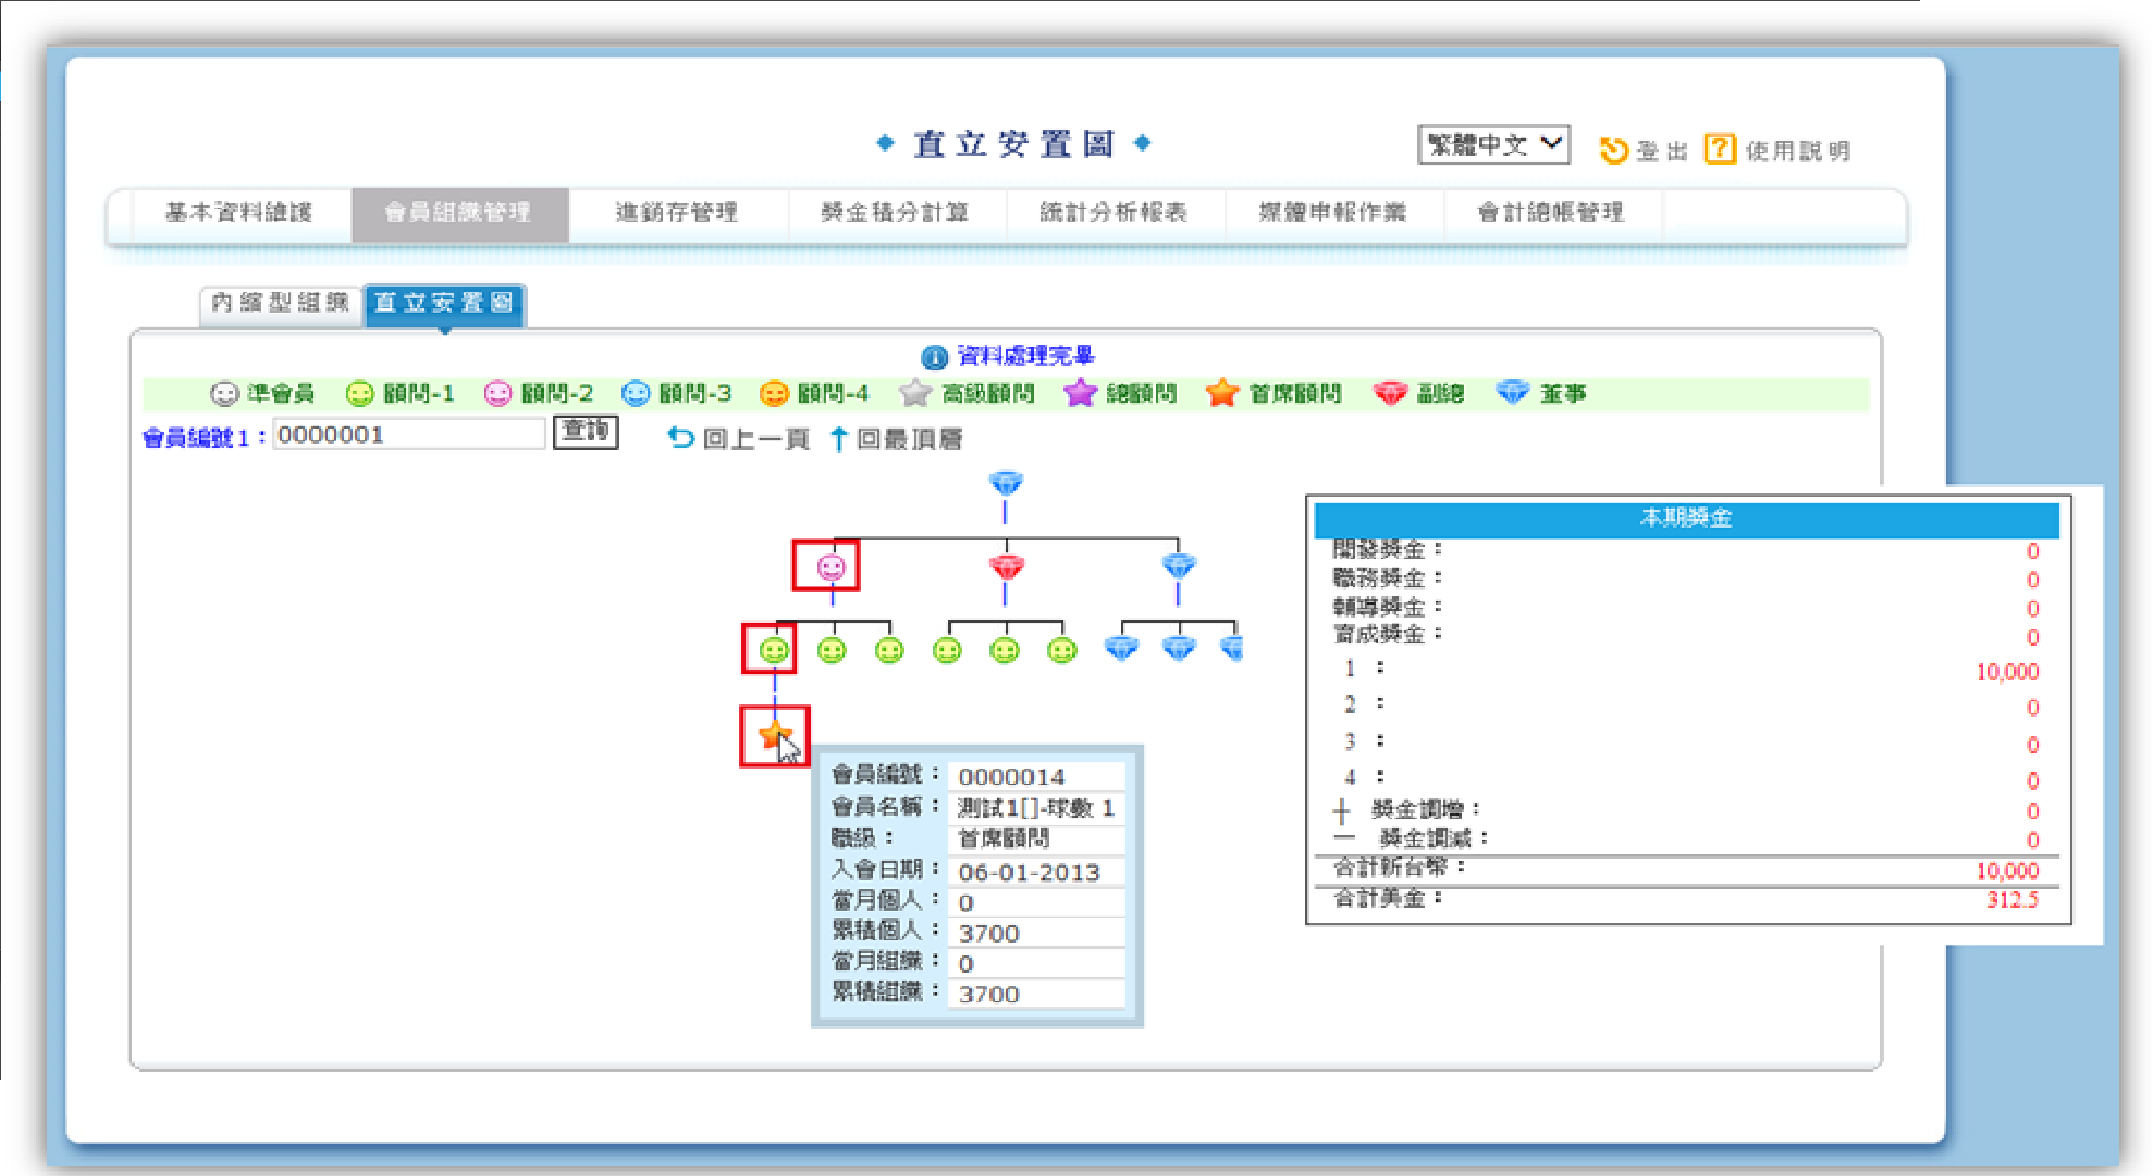 直立安置圖
繁體中文 登出 使用説明
基本資料維護 會員組織管理 進銷存管理 獎金積分計算 統計分析報表 媒體申報作業 會計總帳管理
內縮型組織 直立安置圖
資料處理完畢
準會員 顧問-1 顧問-2 顧問-3 顧問-4 高級顧問 總顧問 首席顧問 副總 董事
會員編號1：0000001 查詢 回上一頁 回最頂層
會員編號：0000014
會員名稱：測試1[]-球數 1
職級：首席顧問
入會日期：06-01-2013
當月個人：0
累積個人：3700
當月組織：0
累積組織：3700
本期獎金
開發獎金：0
職務獎金：0
輔導獎金：0
育成獎金：0
1 ：10,000
2 ：0
3 ：0
4 ：0
＋ 獎金調增：0
－ 獎金調減：0
合計新台幣：10,000
合計美金：312.5